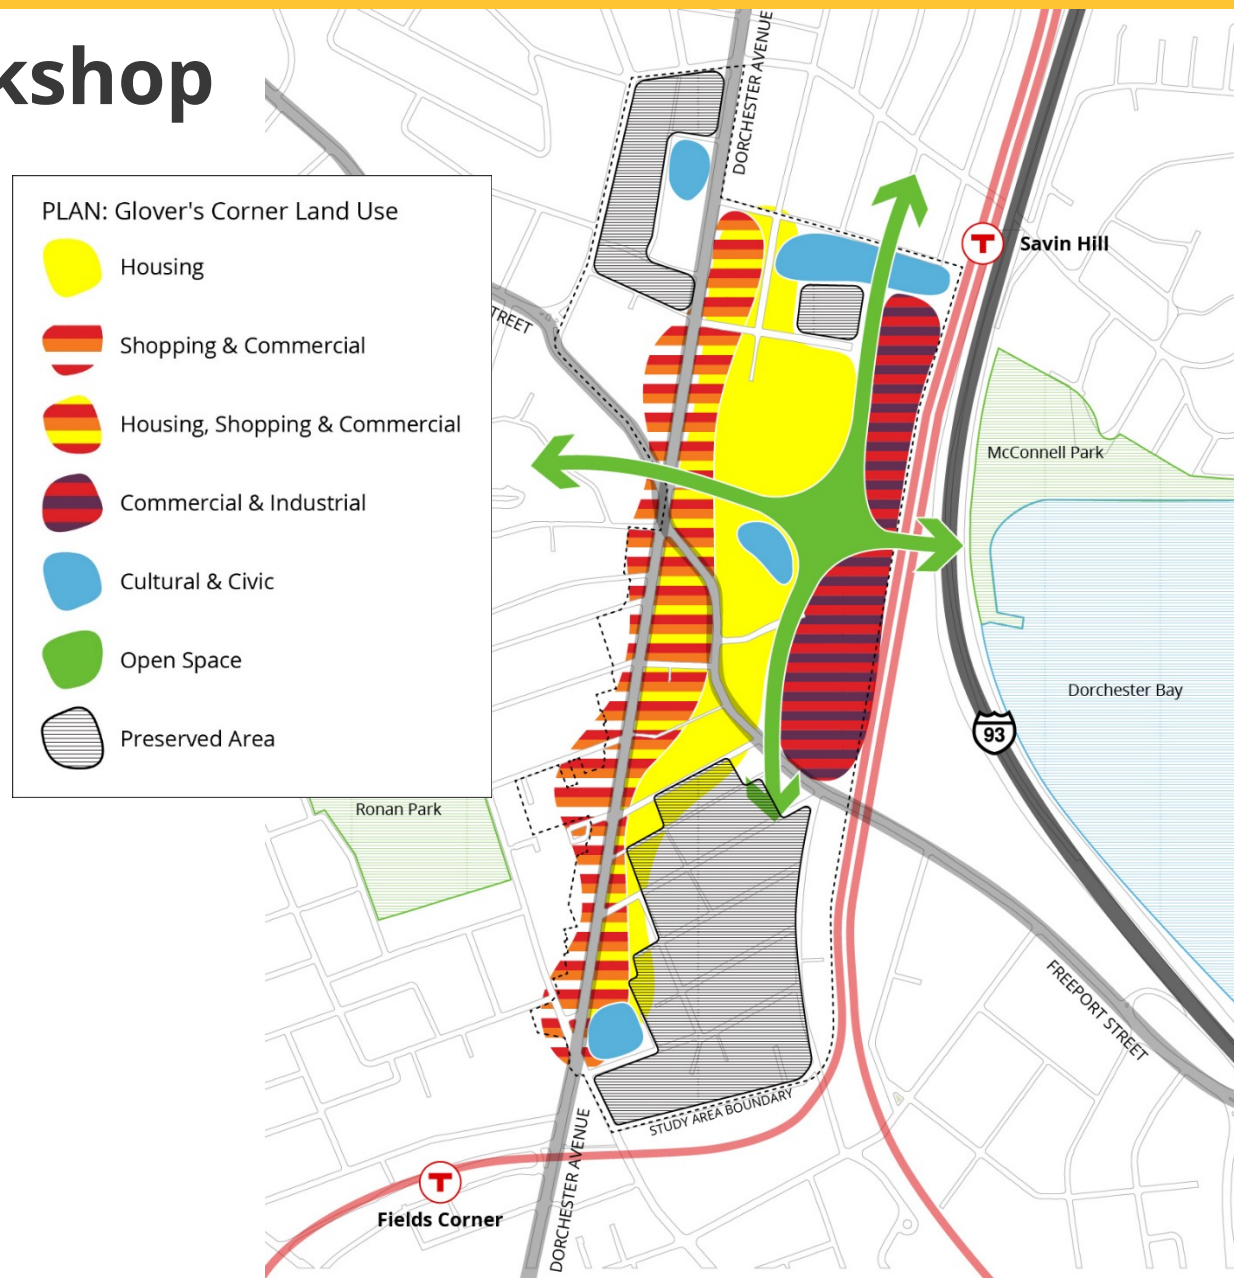 kshop
DORCHESTER AVENUE
PLAN: Glover's Corner Land Use
Housing
Shopping & Commercial
Housing, Shopping & Commercial
Commercial & Industrial
Cultural & Civic
Open Space
Preserved Area
TREET
T
Savin Hill
McConnell Park
Dorchester Bay
93
Ronan Park
FREEPORT STREET
STUDY AREA BOUNDARY
DORCHESTER AVENUE
T
Fields Corner